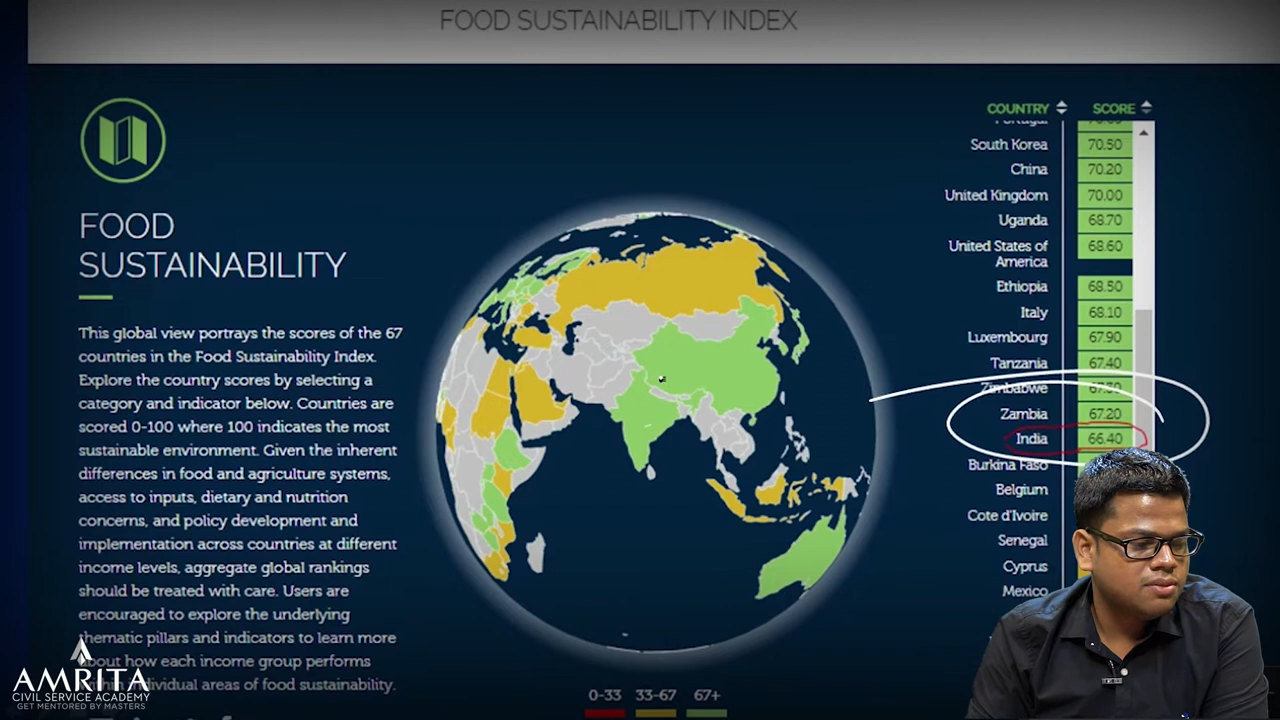 FOOD SUSTAINABILITY INDEX
FOOD
SUSTAINABILITY
This global view portrays the scores of the 67
countries in the Food Sustainability Index.
Explore the country scores by selecting a
category and indicator below. Countries are
scored 0-100 where 100 indicates the most
sustainable environment. Given the inherent
differences in food and agriculture systems,
access to inputs, dietary and nutrition
concerns, and policy development and
implementation across countries at different
income levels, aggregate global rankings
should be treated with care. Users are
encouraged to explore the underlying
thematic pillars and indicators to learn more
about how each income group performs
within individual areas of food sustainability.
COUNTRY SCORE
Portugal
South Korea 70.50
China 70.20
United Kingdom 70.00
Uganda 68.70
United States of
America 68.60
Ethiopia 68.50
Italy 68.10
Luxembourg 67.90
Tanzania 67.40
Zimbabwe
Zambia 67.20
India 66.40
Burkina Faso
Belgium
Cote d'Ivoire
Senegal
Cyprus
Mexico
0-33 33-67 67+
AMRITA
CIVIL SERVICE ACADEMY
GET MENTORED BY MASTERS